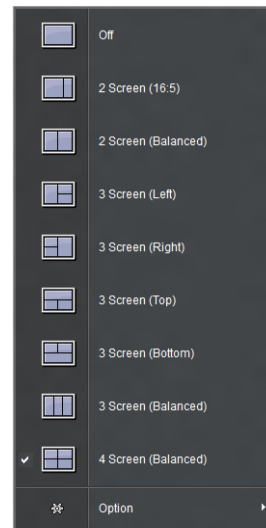 Off
2 Screen (16:5)
2 Screen (Balanced)
3 Screen (Left)
3 Screen (Right)
3 Screen (Top)
3 Screen (Bottom)
3 Screen (Balanced)
4 Screen (Balanced)
Option